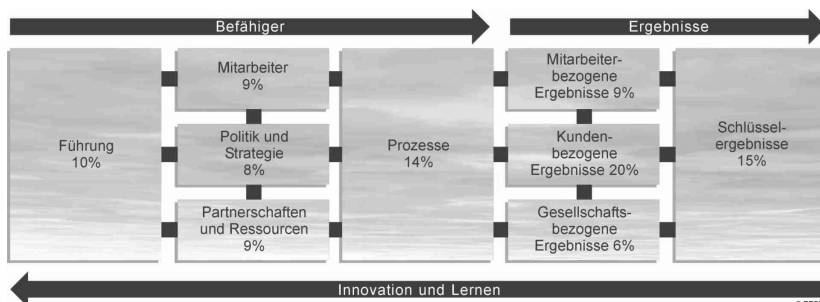 Befähiger
Ergebnisse
Führung
10%
Mitarbeiter
9%
Politik und
Strategie
8%
Partnerschaften
und Ressourcen
9%
Prozesse
14%
Mitarbeiter-
bezogene
Ergebnisse 9%
Kunden-
bezogene
Ergebnisse 20%
Gesellschafts-
bezogene
Ergebnisse 6%
Schlüssel-
ergebnisse
15%
Innovation und Lernen